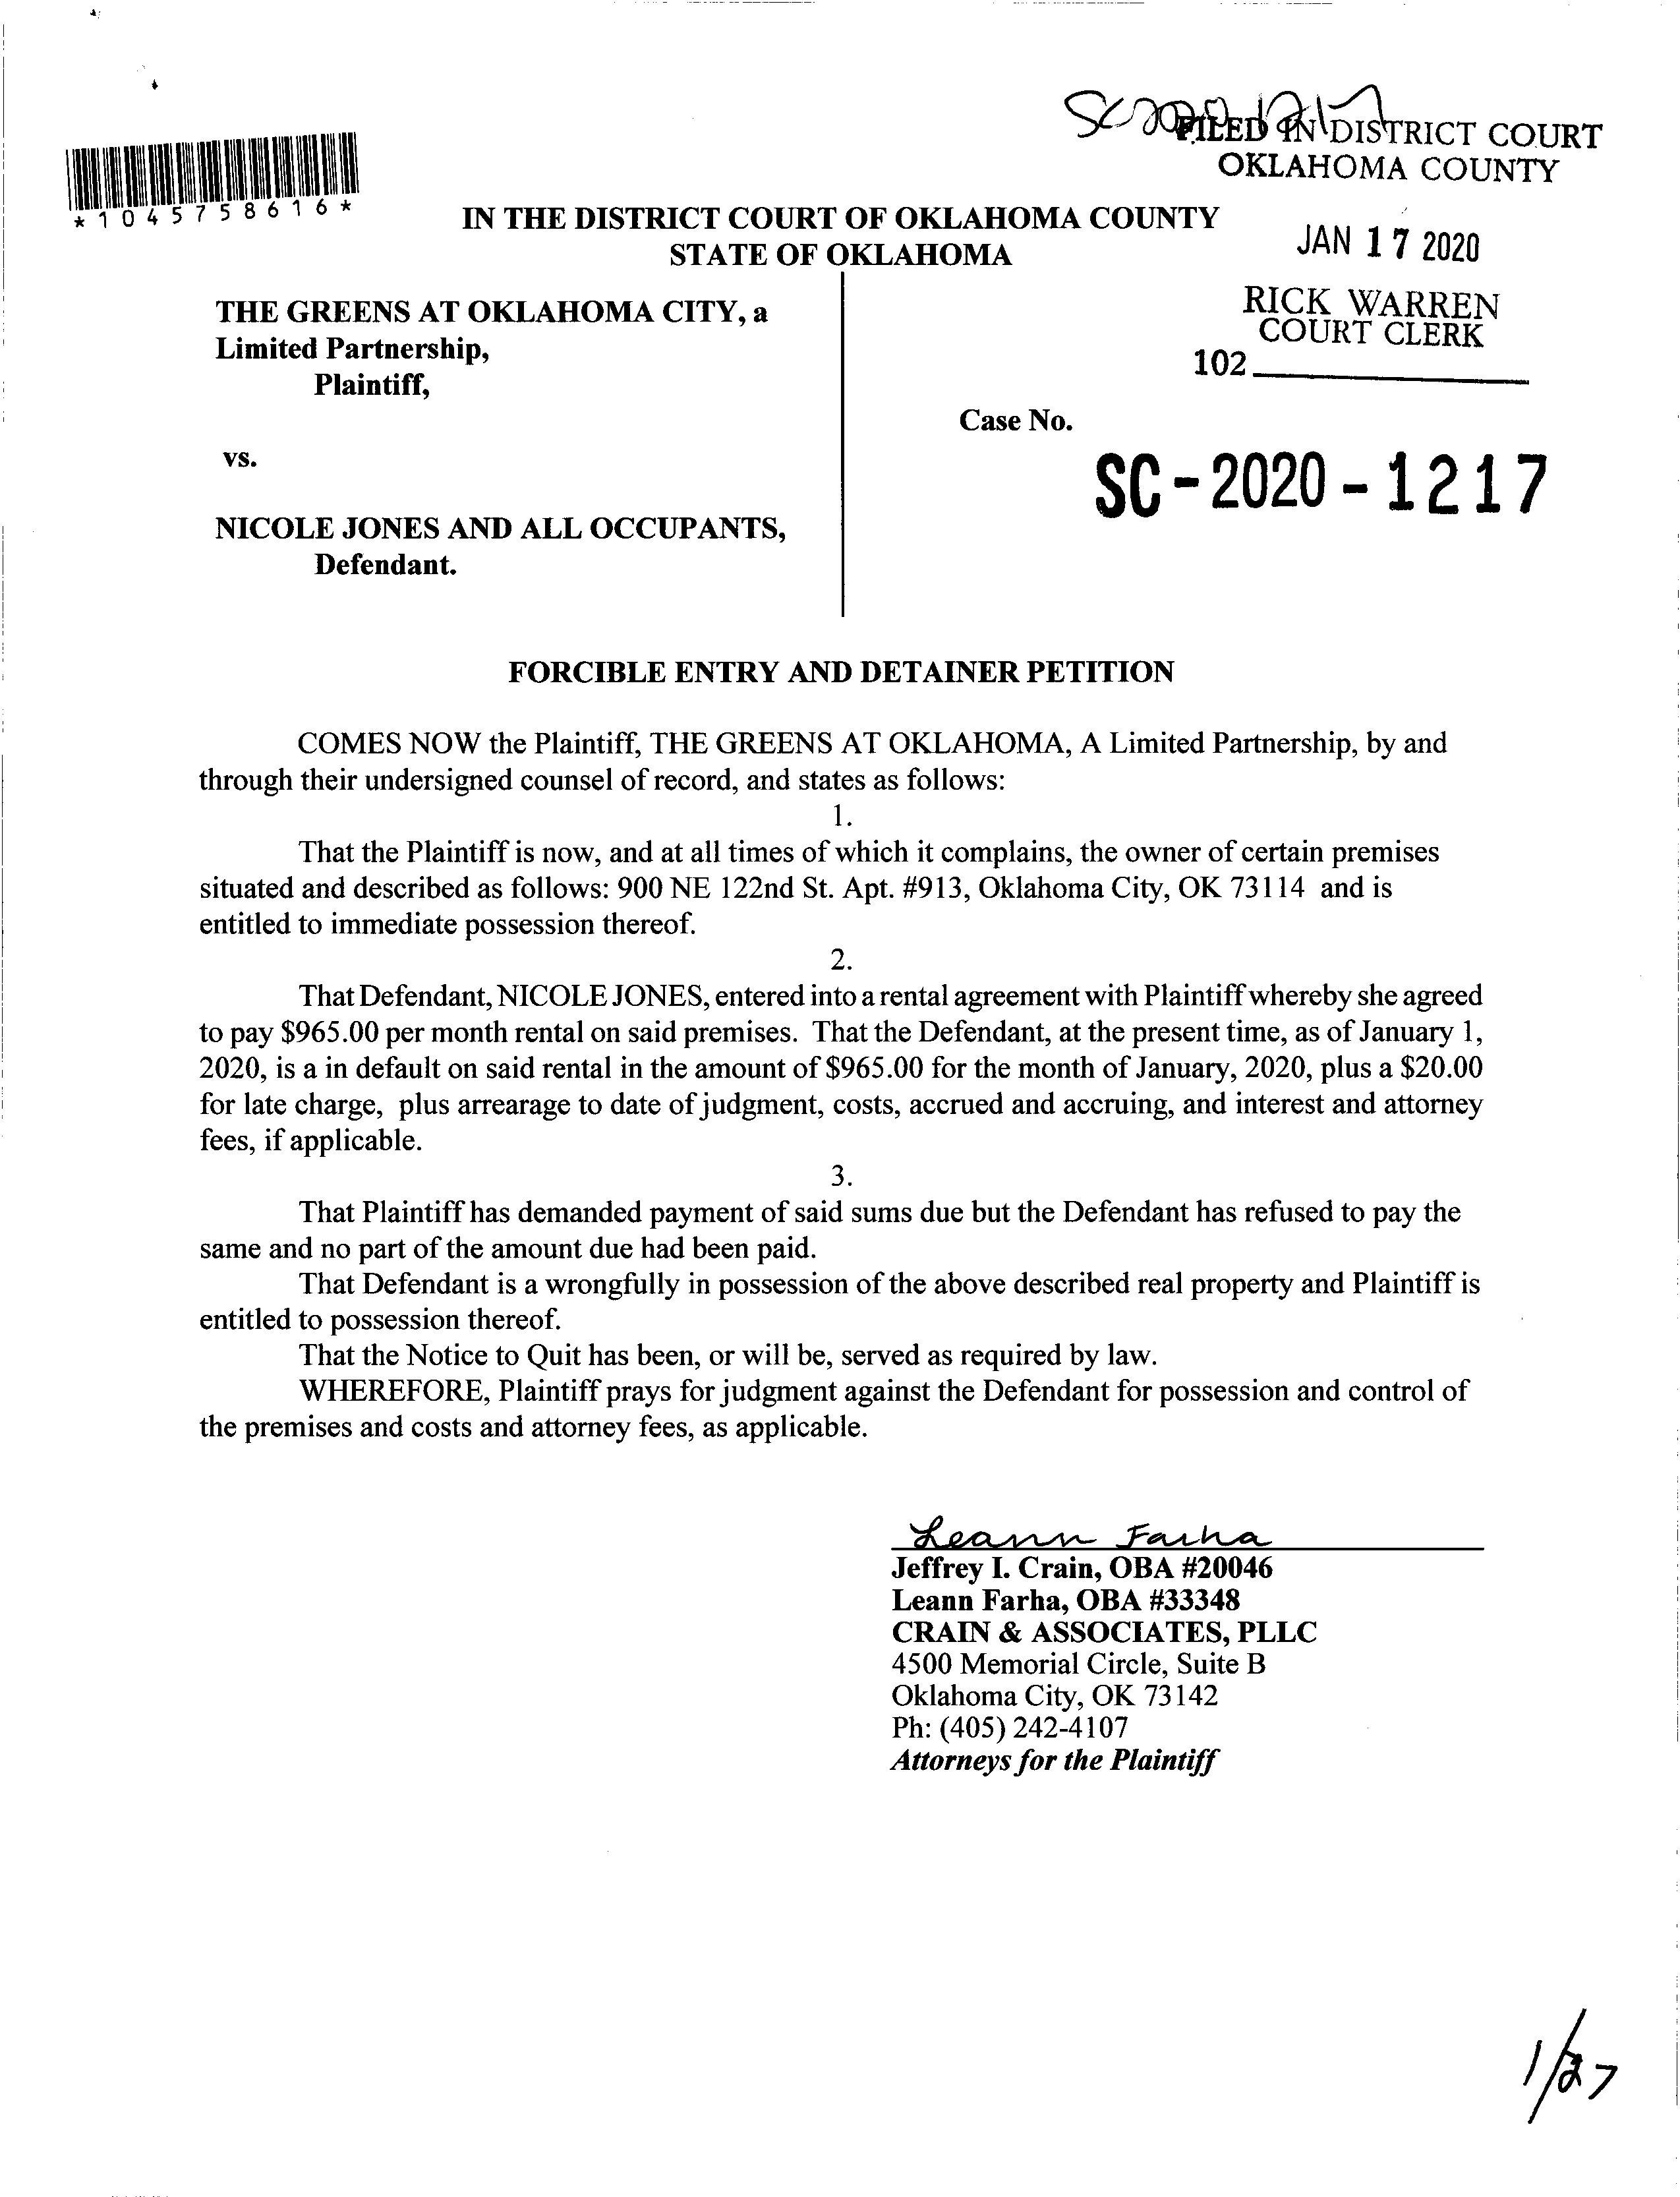 SC 2020 1217
FILED IN DISTRICT COURT
OKLAHOMA COUNTY
*1045758616*
IN THE DISTRICT COURT OF OKLAHOMA COUNTY
STATE OF OKLAHOMA
JAN 17 2020
THE GREENS AT OKLAHOMA CITY, a
Limited Partnership,
Plaintiff,
RICK WARREN
COURT CLERK
102
Case No.
vs.
SC-2020-1217
NICOLE JONES AND ALL OCCUPANTS,
Defendant.
FORCIBLE ENTRY AND DETAINER PETITION
COMES NOW the Plaintiff, THE GREENS AT OKLAHOMA, A Limited Partnership, by and
through their undersigned counsel of record, and states as follows:
1.
That the Plaintiff is now, and at all times of which it complains, the owner of certain premises
situated and described as follows: 900 NE 122nd St. Apt. #913, Oklahoma City, OK 73114 and is
entitled to immediate possession thereof.
2.
That Defendant, NICOLE JONES, entered into a rental agreement with Plaintiff whereby she agreed
to pay $965.00 per month rental on said premises. That the Defendant, at the present time, as of January 1,
2020, is a in default on said rental in the amount of $965.00 for the month of January, 2020, plus a $20.00
for late charge, plus arrearage to date of judgment, costs, accrued and accruing, and interest and attorney
fees, if applicable.
3.
That Plaintiff has demanded payment of said sums due but the Defendant has refused to pay the
same and no part of the amount due had been paid.
That Defendant is a wrongfully in possession of the above described real property and Plaintiff is
entitled to possession thereof.
That the Notice to Quit has been, or will be, served as required by law.
WHEREFORE, Plaintiff prays for judgment against the Defendant for possession and control of
the premises and costs and attorney fees, as applicable.
Leann Farha
Jeffrey I. Crain, OBA #20046
Leann Farha, OBA #33348
CRAIN & ASSOCIATES, PLLC
4500 Memorial Circle, Suite B
Oklahoma City, OK 73142
Ph: (405) 242-4107
Attorneys for the Plaintiff
1/27